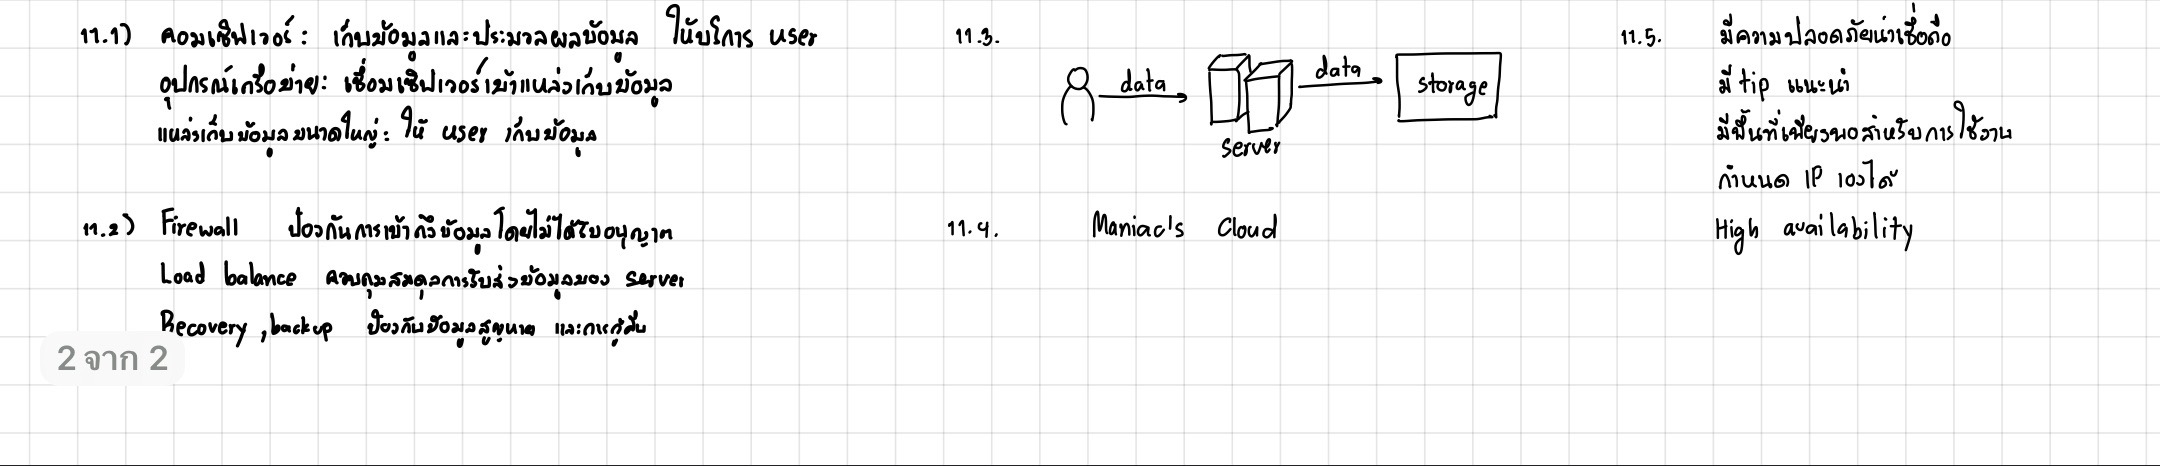 11.1) คอมเซิฟเวอร์ : เก็บข้อมูลและประมวลผลข้อมูล ให้บริการ user
อุปกรณ์เครือข่าย: เชื่อมเซิฟเวอร์เข้าแหล่งเก็บข้อมูล
แหล่งเก็บข้อมูลขนาดใหญ่: ให้ user เก็บข้อมูล
11.2) Firewall ป้องกันการเข้าถึงข้อมูลโดยไม่ได้รับอนุญาต
Load balance ควบคุมสมดุลการรับส่งข้อมูลของ server
Recovery , backup ป้องกันข้อมูลสูญหาย และการกู้คืน
2 จาก 2
11.3.
data
data
storage
server
11.4. Maniac's Cloud
11.5. มีความปลอดภัยน่าเชื่อถือ
มี tip แนะนำ
มีพื้นที่เพียงพอสำหรับการใช้งาน
กำหนด IP เองได้
High availability